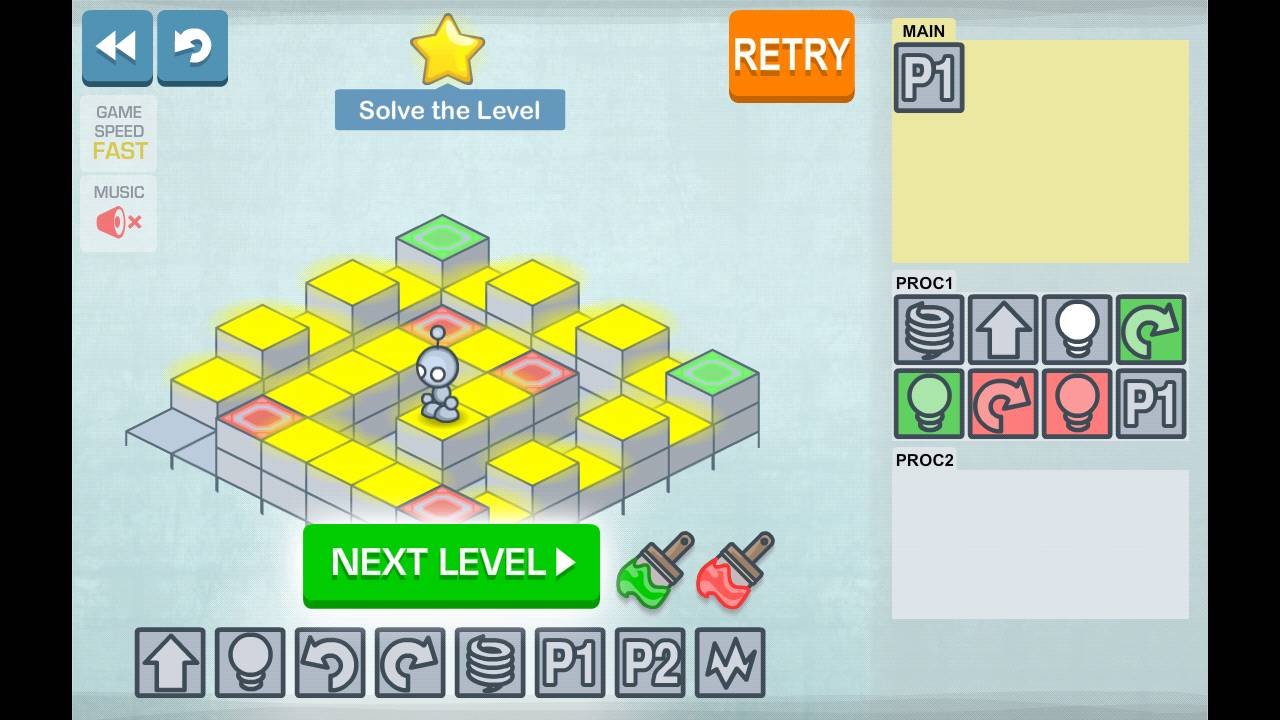 RETRY
MAIN
P1
Solve the Level
GAME
SPEED
FAST
MUSIC
PROC1
P1
PROC2
NEXT LEVEL
P1 P2